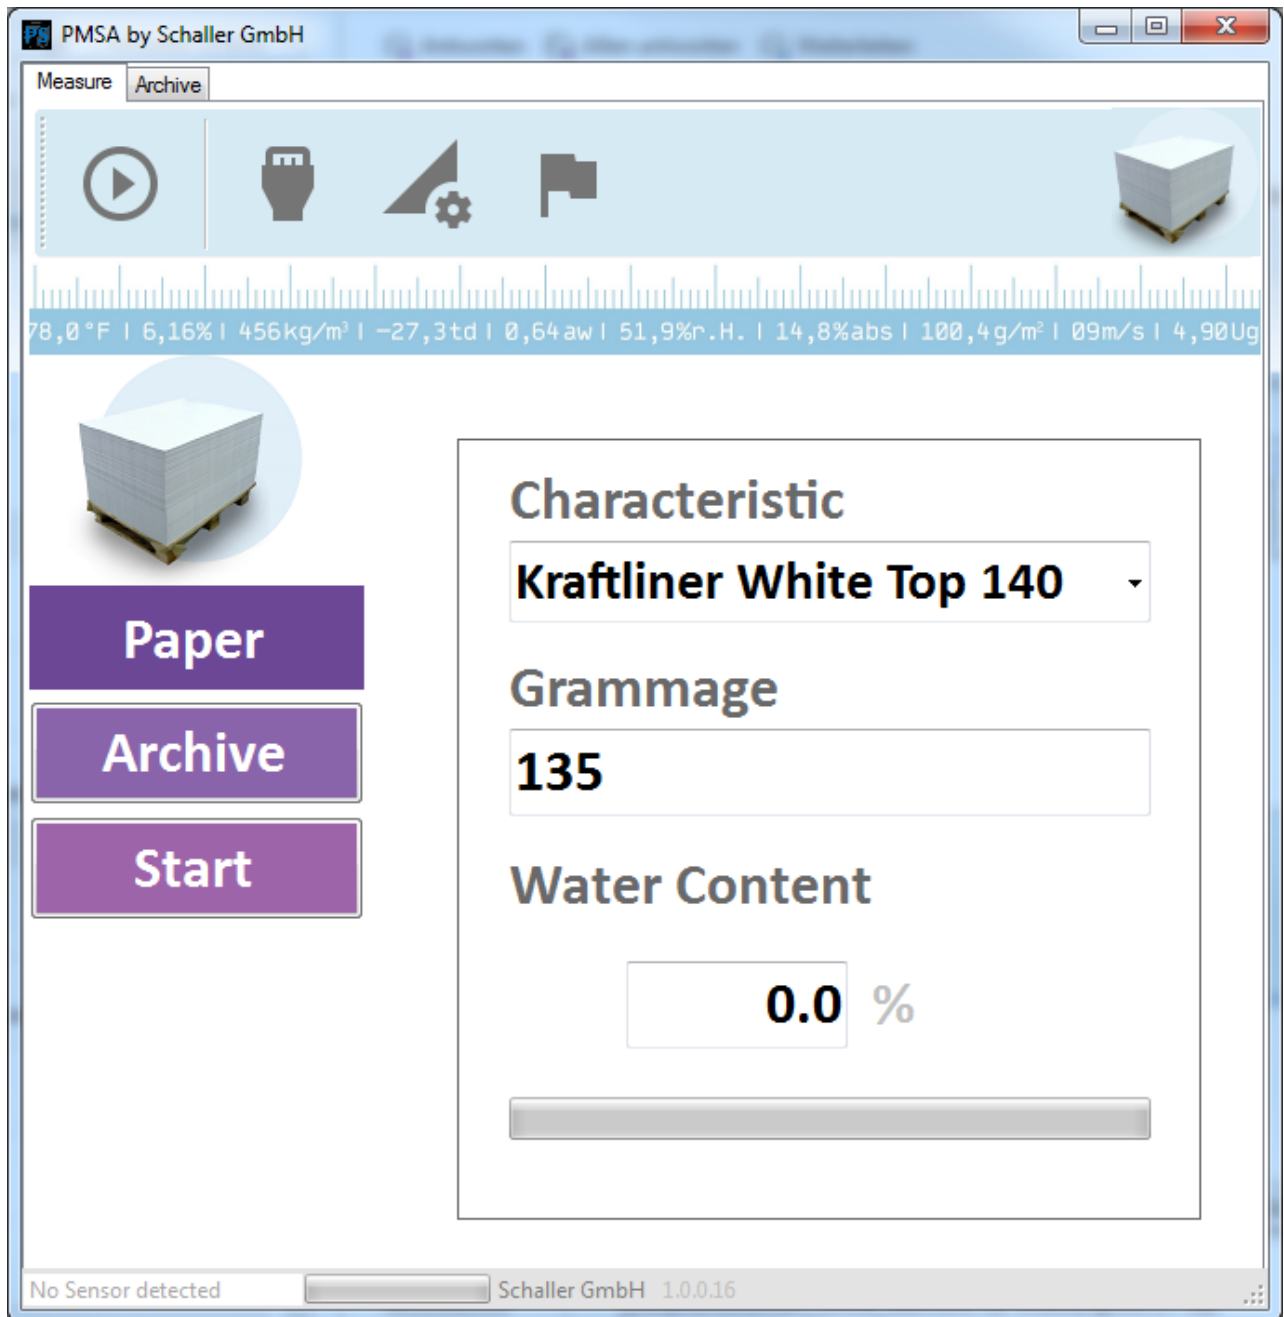 PMSA by Schaller GmbH
Measure Archive
78,0°F | 6,16% | 456kg/m³ | -27,3td | 0,64aw | 51,9%r.H. | 14,8%abs | 100,4g/m² | 09m/s | 4,90Ug
Characteristic
Kraftliner White Top 140
Paper
Grammage
Archive
135
Start
Water Content
0.0 %
No Sensor detected Schaller GmbH 1.0.0.16